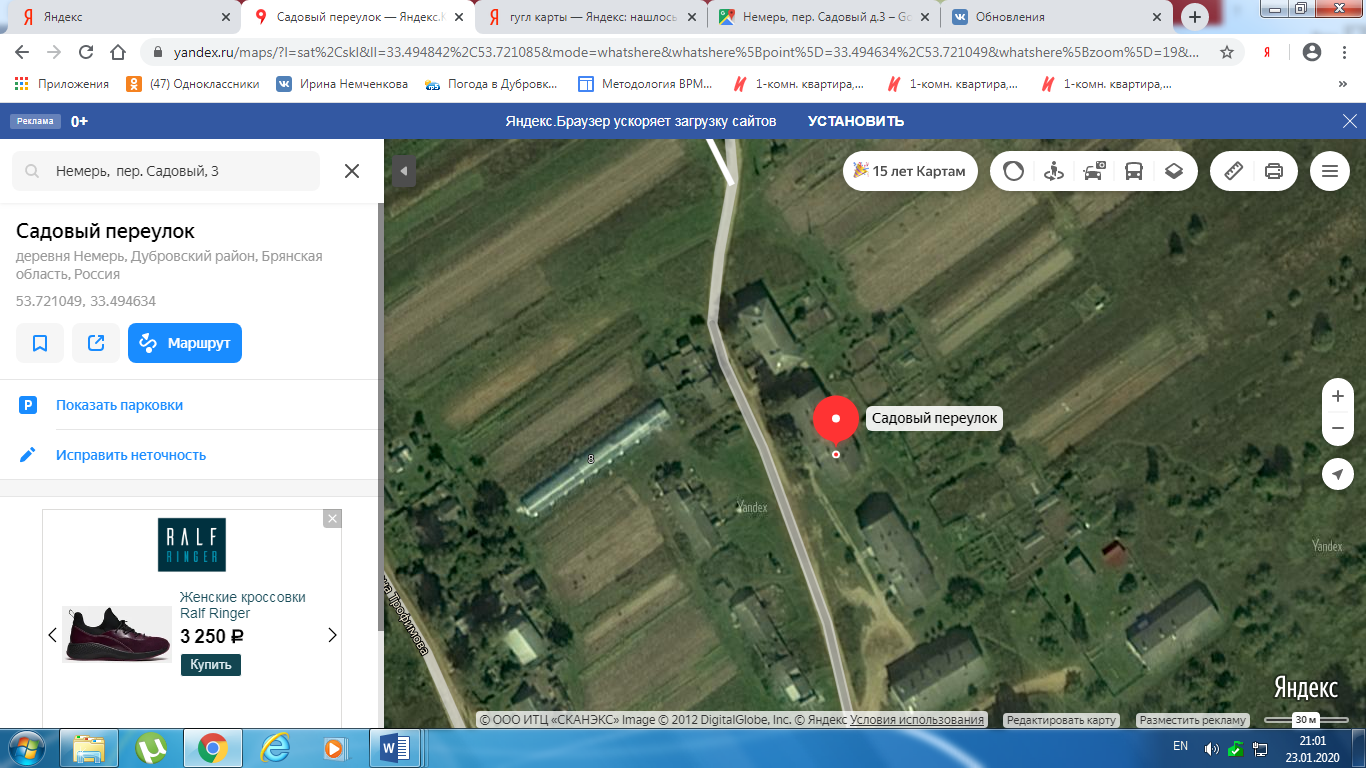 Яндекс
Садовый переулок — Яндекс.К
гугл карты — Яндекс: нашлось
Немерь, пер. Садовый д.3 – Go
Обновления
yandex.ru/maps/?l=sat%2Cskl&ll=33.494842%2C53.721085&mode=whatshere&whatshere%5Bpoint%5D=33.494634%2C53.721049&whatshere%5Bzoom%5D=19&...
Приложения
(47) Одноклассники
Ирина Немченкова
Погода в Дубровк...
Методология ВРМ...
1-комн. квартира,...
1-комн. квартира,...
1-комн. квартира,...
»
Реклама
0+
Яндекс.Браузер ускоряет загрузку сайтов
УСТАНОВИТЬ
Немерь, пер. Садовый, 3
15 лет Картам
Садовый переулок
деревня Немерь, Дубровский район, Брянская
область, Россия
53.721049, 33.494634
Маршрут
Показать парковки
Исправить неточность
RALF
RINGER
Женские кроссовки
Ralf Ringer
3 250 ₽
Купить
Садовый переулок
8
Yandex
Yandex
на Трофимова
Яндекс
© ООО ИТЦ «СКАНЭКС» Image © 2012 DigitalGlobe, Inc. © Яндекс Условия использования
Редактировать карту
Разместить рекламу
30 м
EN
21:01
23.01.2020